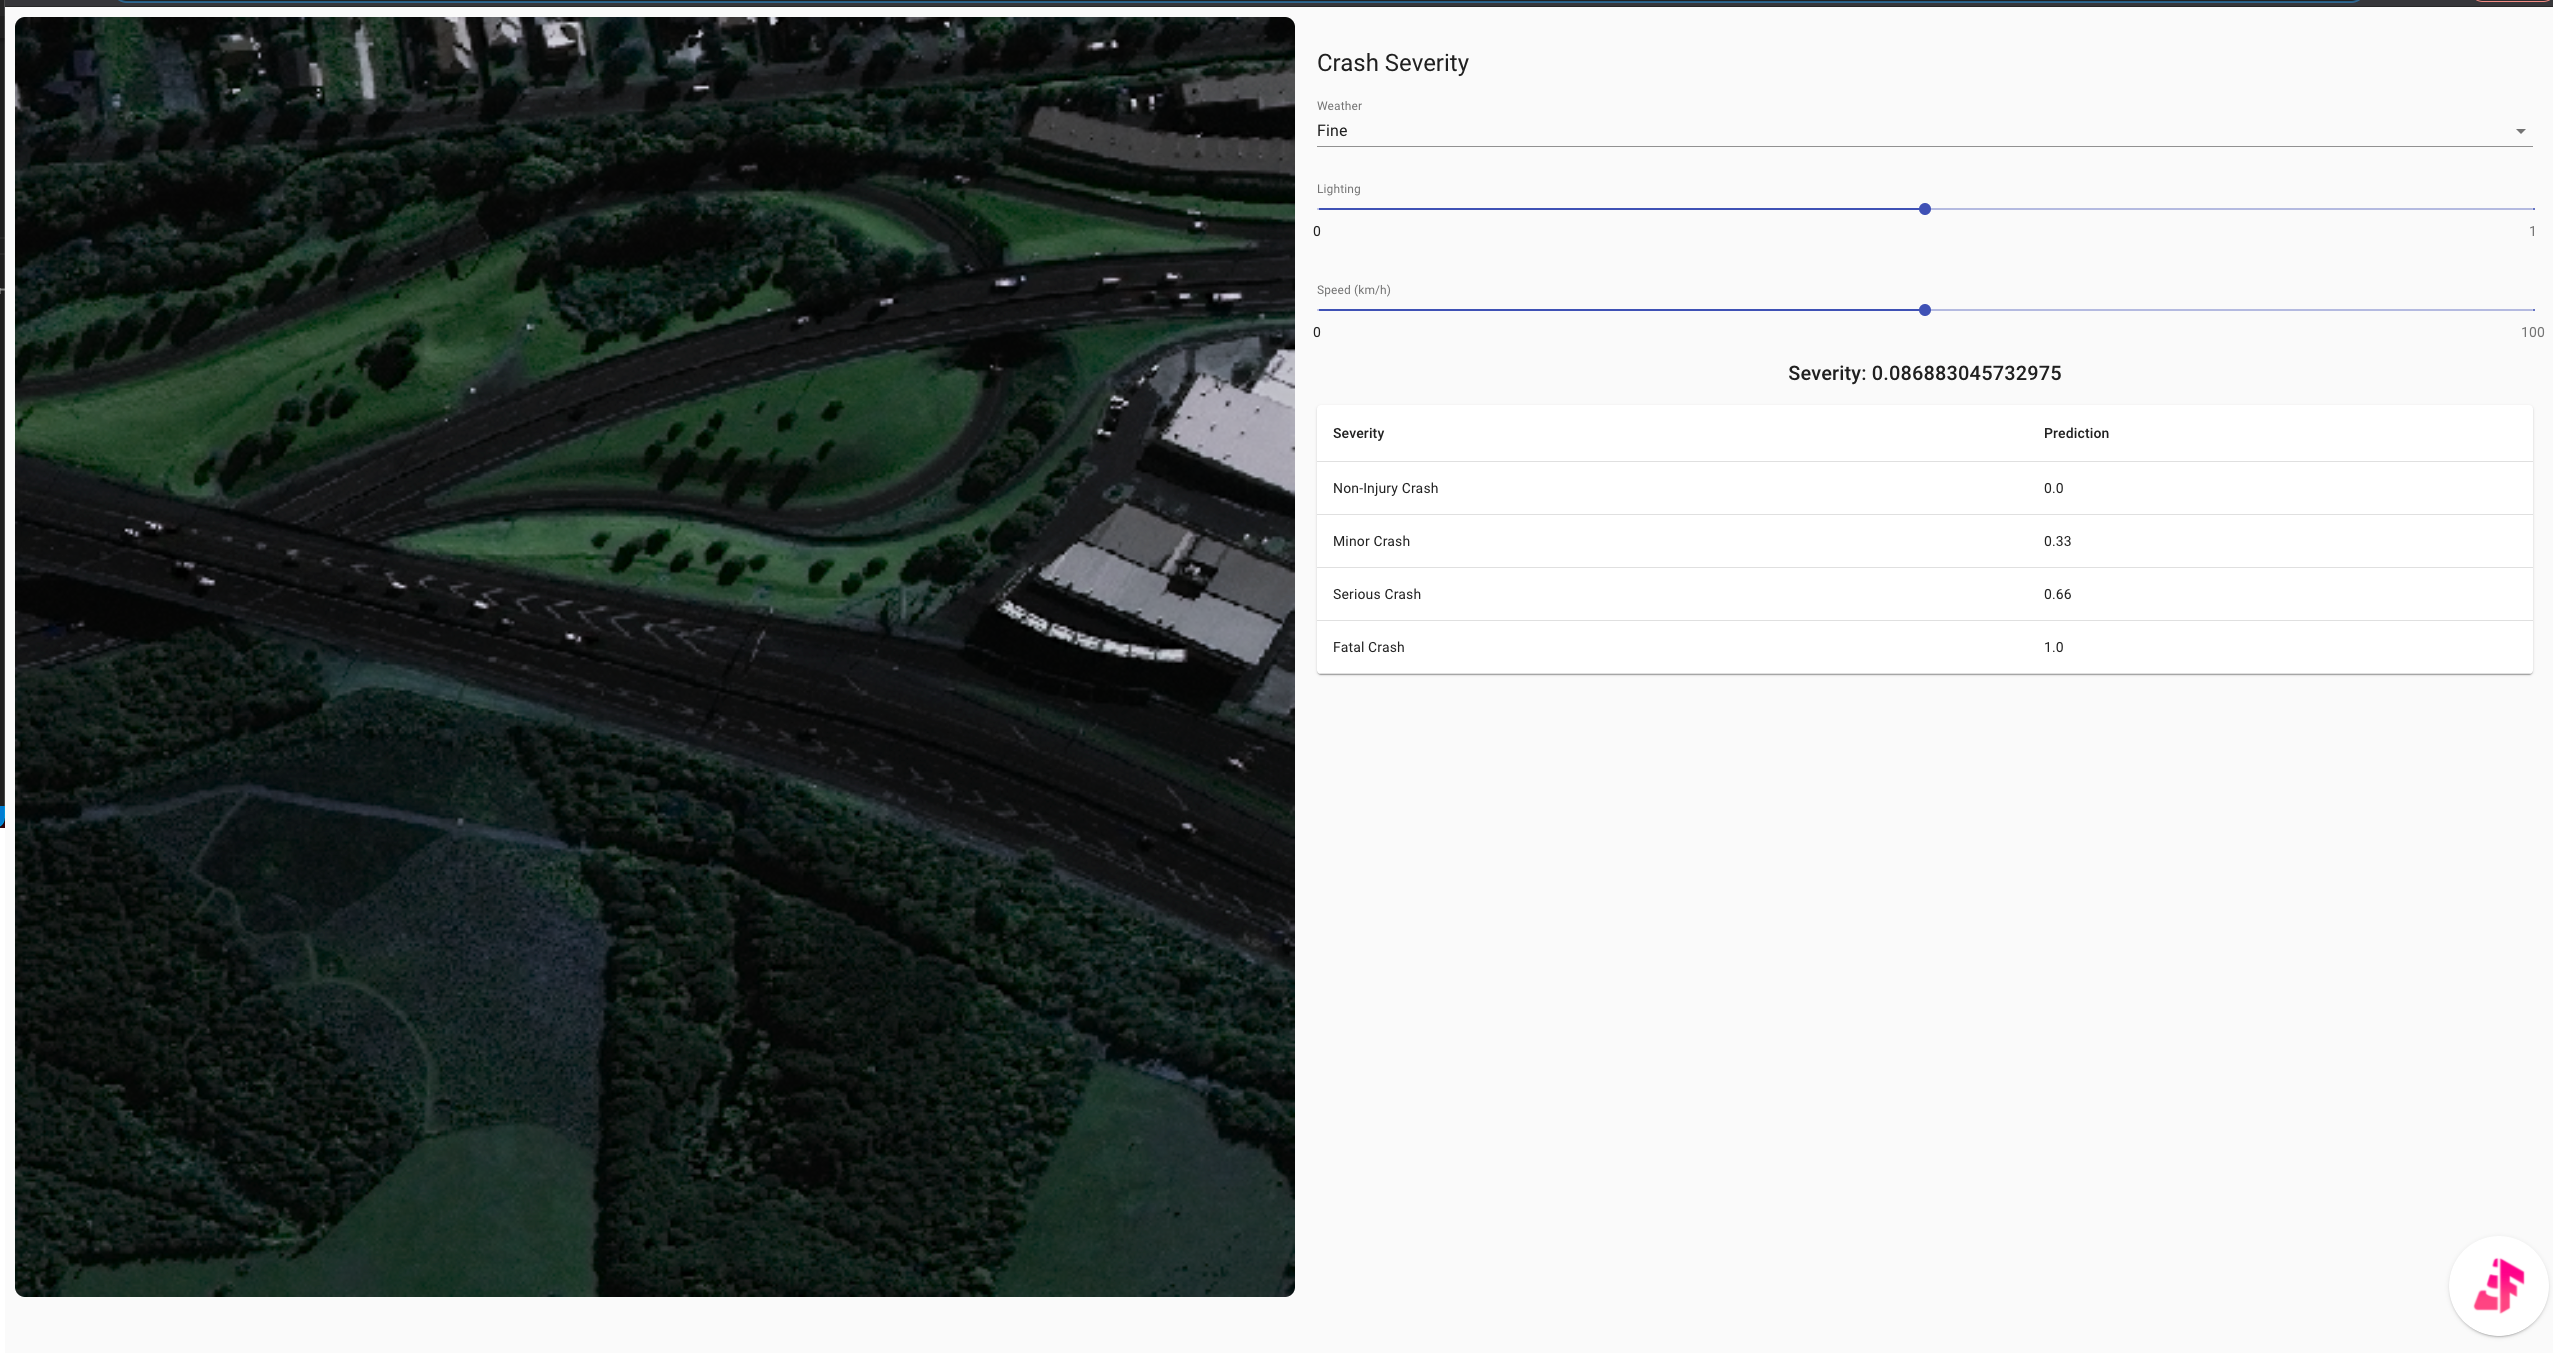 Crash Severity
Weather
Fine
Lighting
0 1
Speed (km/h)
0 100
Severity: 0.086883045732975
Severity Prediction
Non-Injury Crash 0.0
Minor Crash 0.33
Serious Crash 0.66
Fatal Crash 1.0